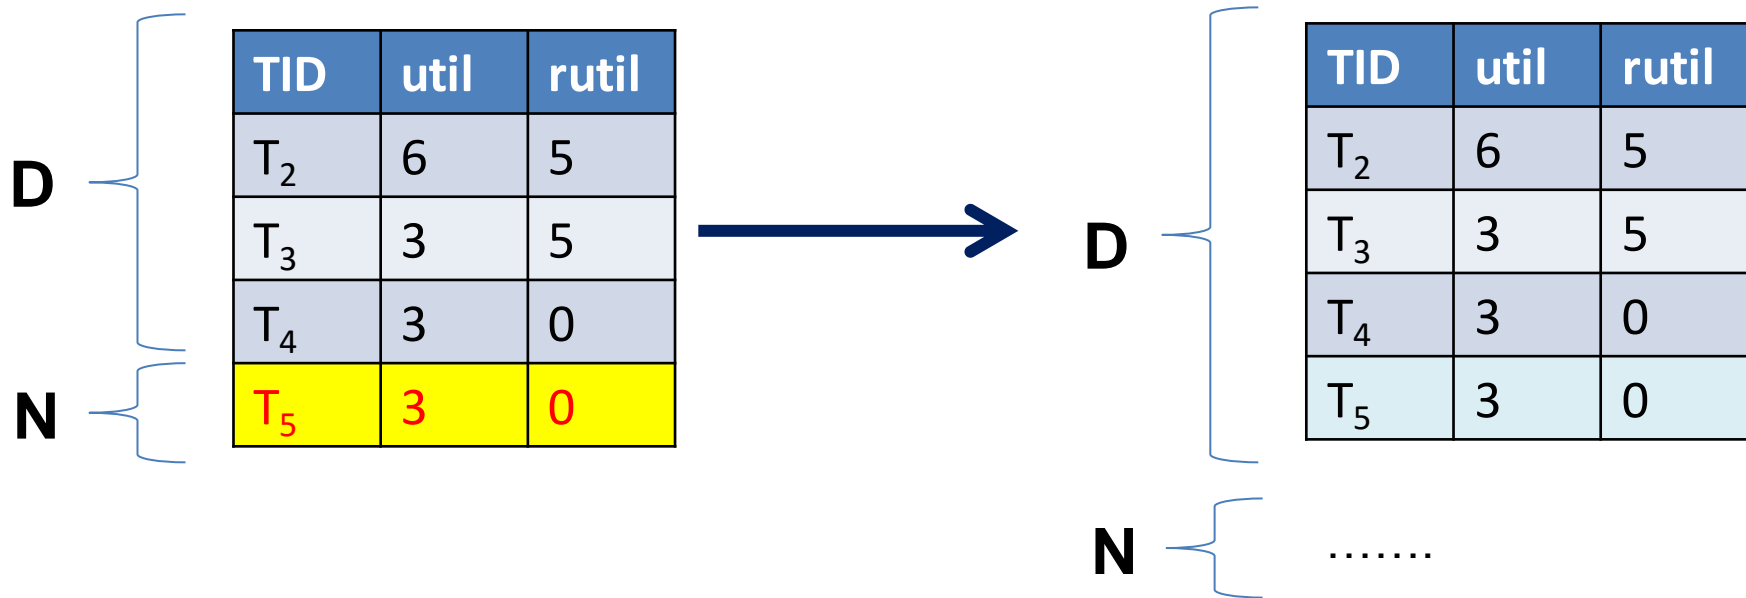 D
TID util rutil
T2 6 5
T3 3 5
T4 3 0
N
T5 3 0
D
TID util rutil
T2 6 5
T3 3 5
T4 3 0
T5 3 0
N
.......